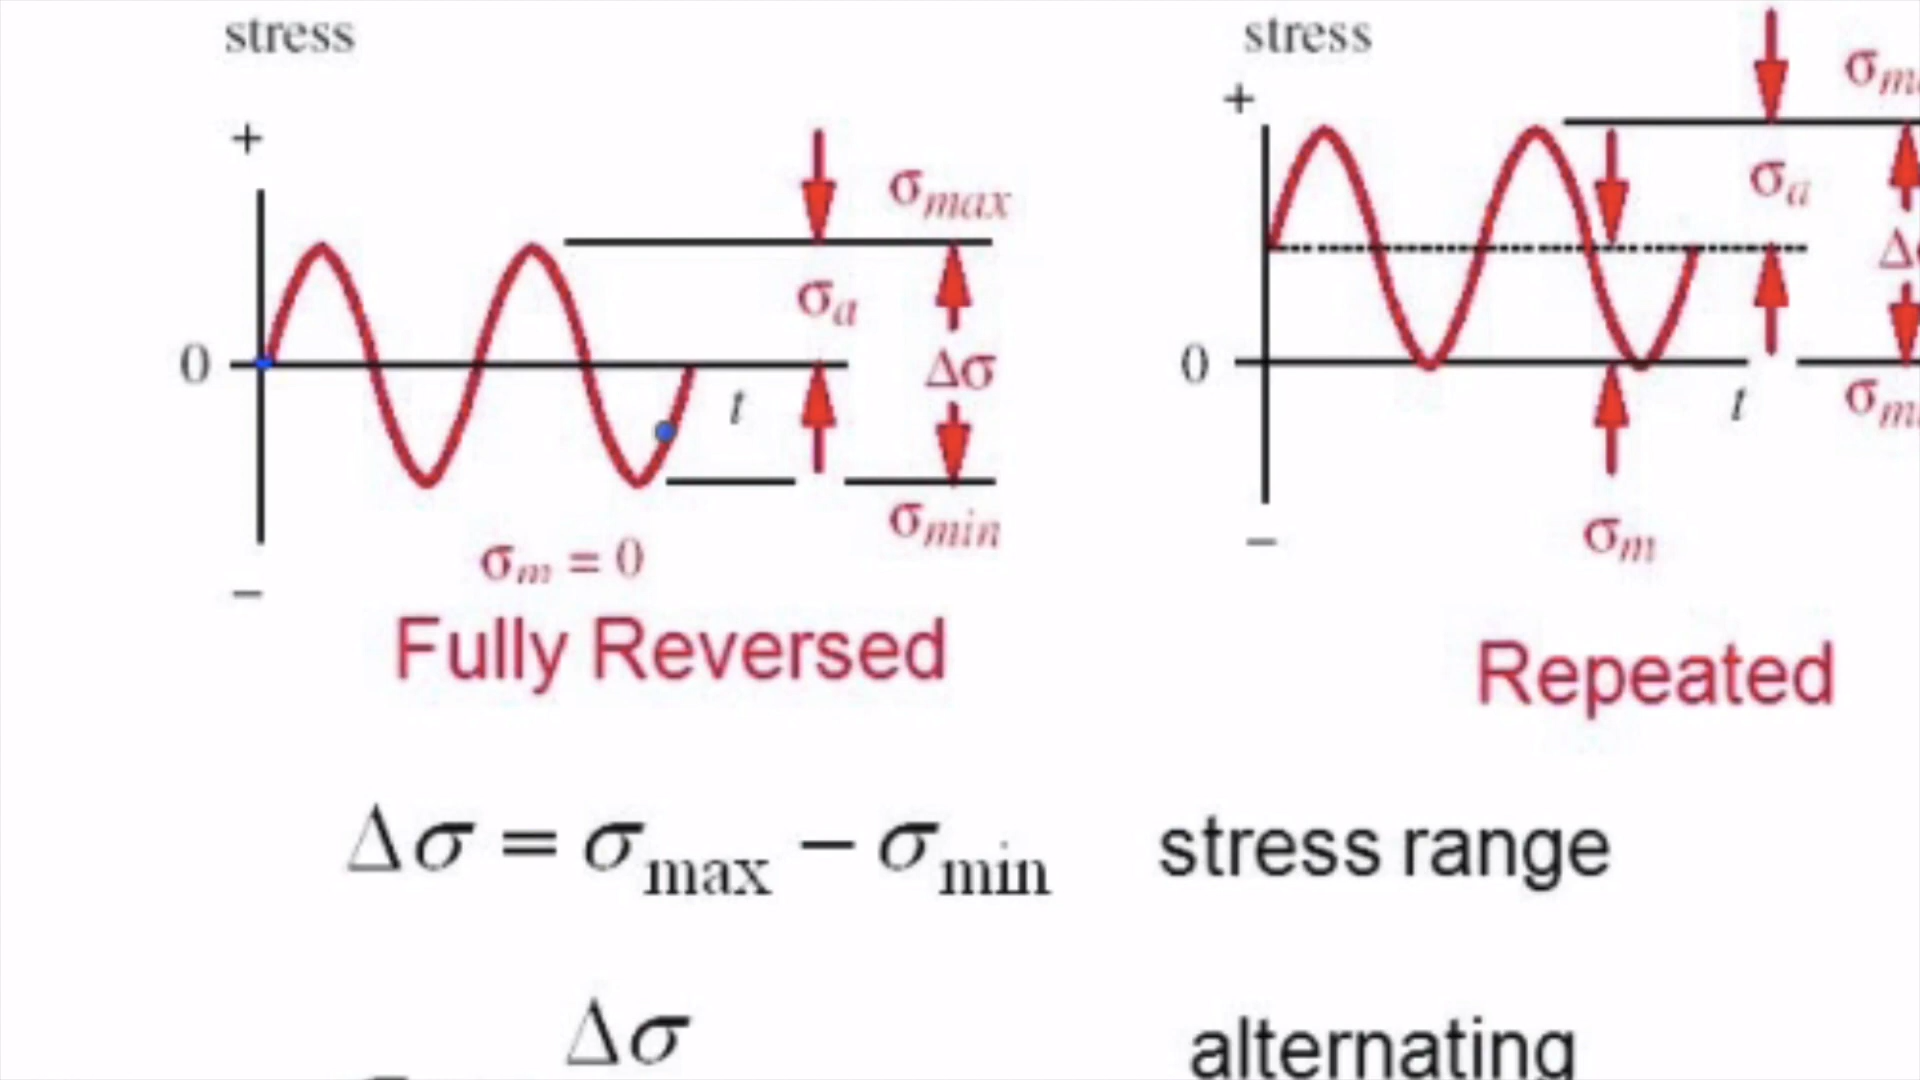 stress
+
σmax
σa
0
Δσ
t
σmin
σm = 0
–
Fully Reversed
stress
+
σa
0
t
σm
–
Repeated
Δσ = σmax – σmin stress range
Δσ
alternating